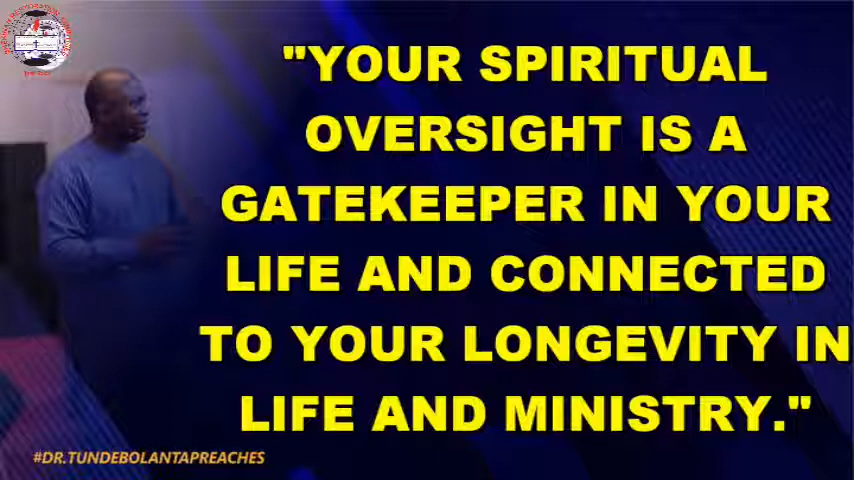 "YOUR SPIRITUAL
OVERSIGHT IS A
GATEKEEPER IN YOUR
LIFE AND CONNECTED
TO YOUR LONGEVITY IN
LIFE AND MINISTRY."
#DR.TUNDEBOLANTAPREACHES